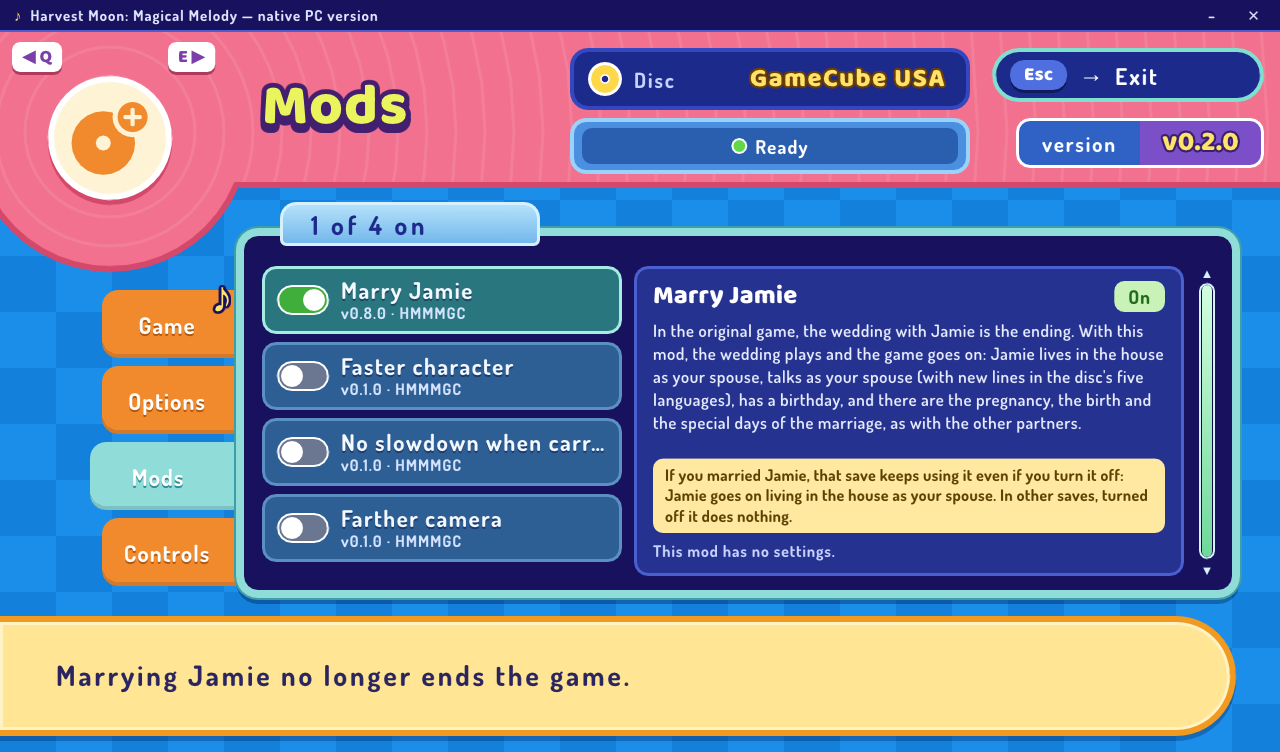 ♪ Harvest Moon: Magical Melody — native PC version
◀ Q
E ▶
Mods
Disc GameCube USA
Ready
Esc → Exit
version v0.2.0
Game
Options
Mods
Controls
1 of 4 on
Marry Jamie
v0.8.0 · HMMMGC
Faster character
v0.1.0 · HMMMGC
No slowdown when carr…
v0.1.0 · HMMMGC
Farther camera
v0.1.0 · HMMMGC
Marry Jamie
On
In the original game, the wedding with Jamie is the ending. With this
mod, the wedding plays and the game goes on: Jamie lives in the house
as your spouse, talks as your spouse (with new lines in the disc's five
languages), has a birthday, and there are the pregnancy, the birth and
the special days of the marriage, as with the other partners.
If you married Jamie, that save keeps using it even if you turn it off:
Jamie goes on living in the house as your spouse. In other saves, turned
off it does nothing.
This mod has no settings.
Marrying Jamie no longer ends the game.